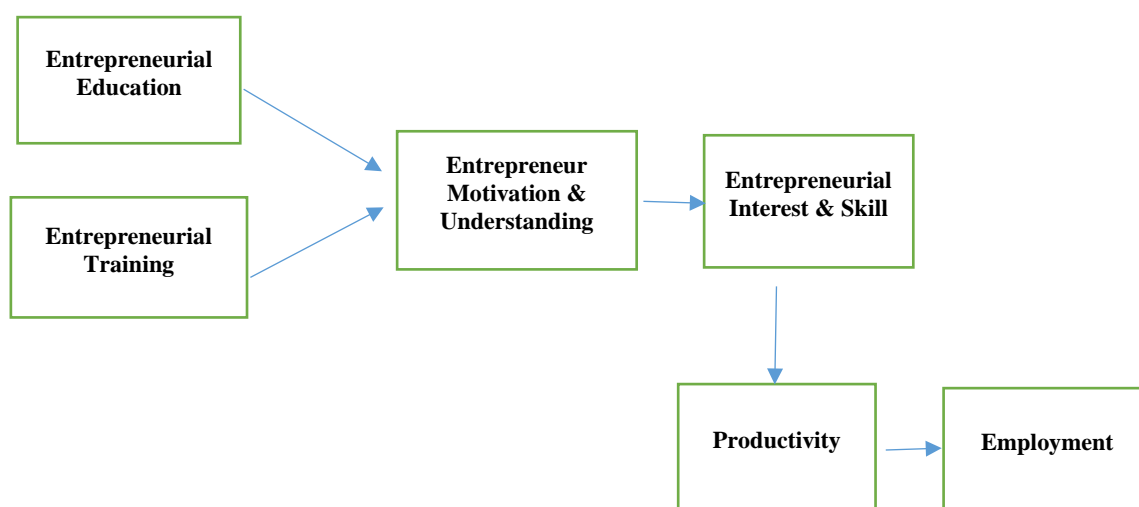 Entrepreneurial
Education
Entrepreneurial
Training
Entrepreneur
Motivation &
Understanding
Entrepreneurial
Interest & Skill
Productivity
Employment